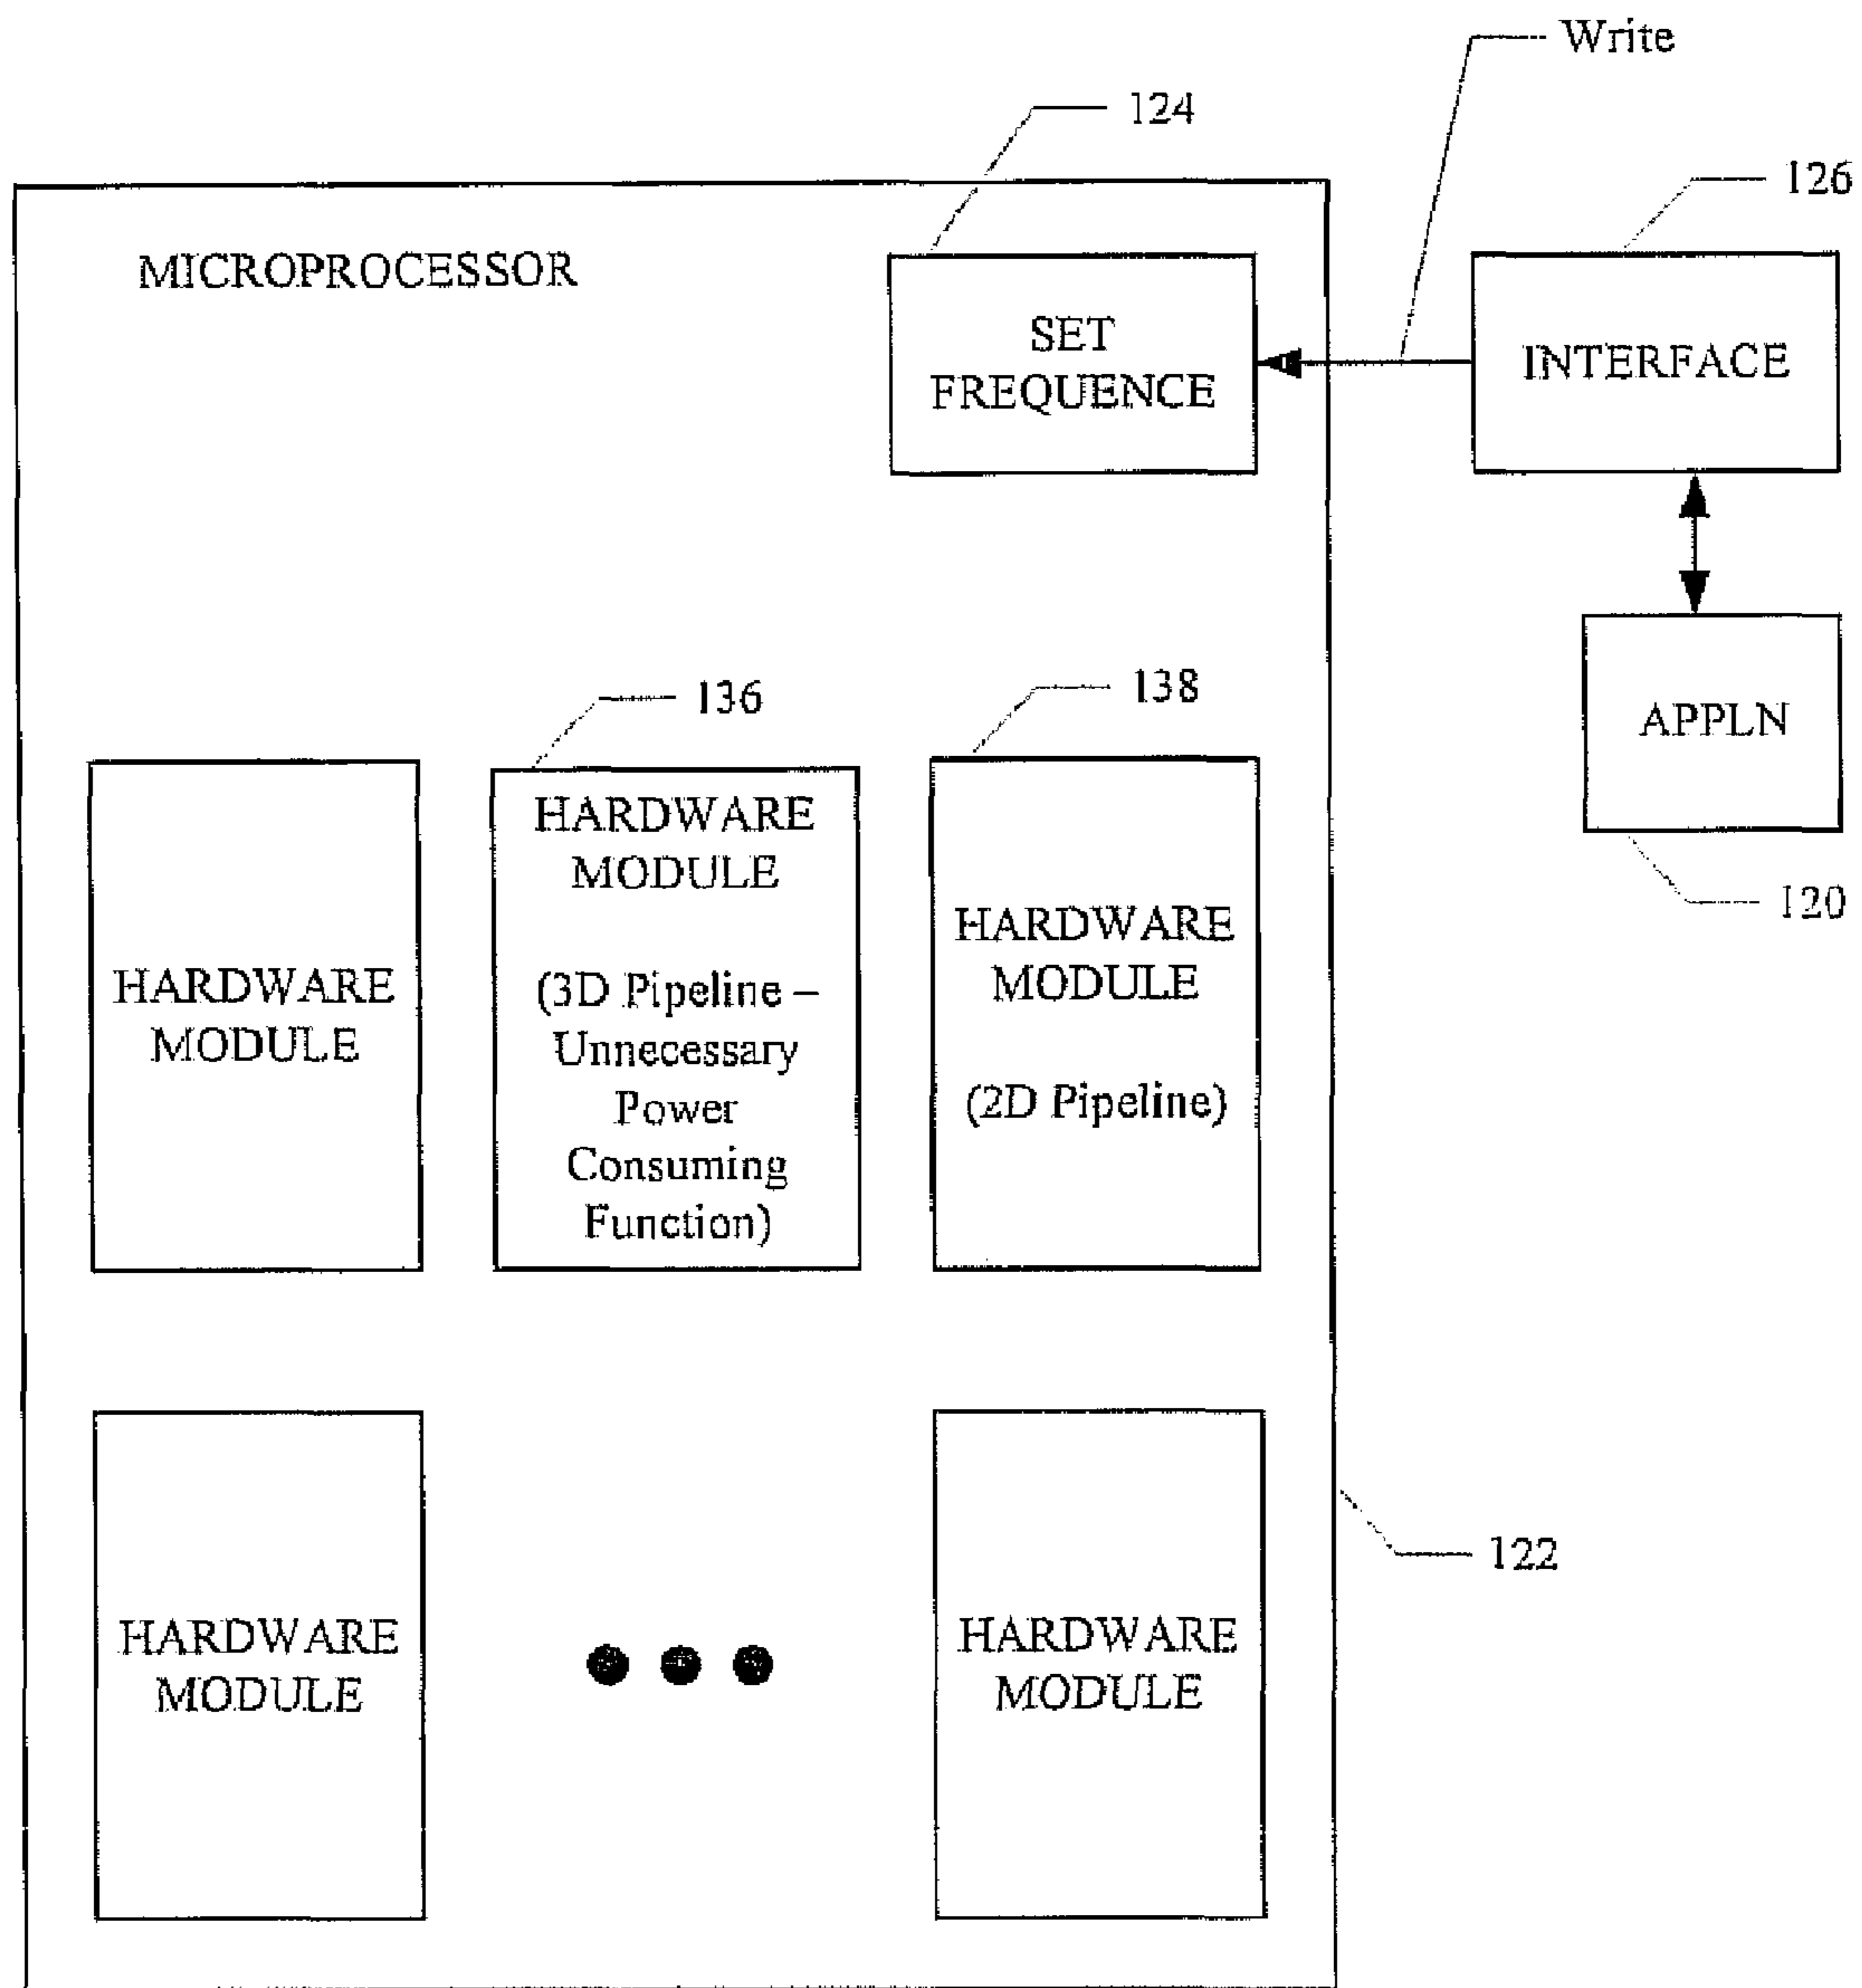 Write
124
126
MICROPROCESSOR
SET
FREQUENCE
INTERFACE
136
138
APPLN
120
HARDWARE
MODULE
HARDWARE
MODULE
(3D Pipeline –
Unnecessary
Power
Consuming
Function)
HARDWARE
MODULE
(2D Pipeline)
122
HARDWARE
MODULE
HARDWARE
MODULE